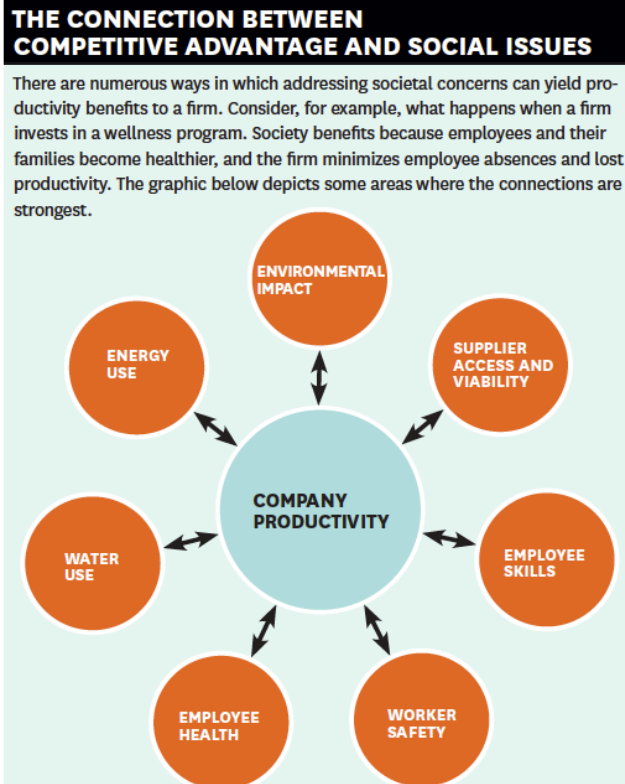 THE CONNECTION BETWEEN
COMPETITIVE ADVANTAGE AND SOCIAL ISSUES
There are numerous ways in which addressing societal concerns can yield pro-
ductivity benefits to a firm. Consider, for example, what happens when a firm
invests in a wellness program. Society benefits because employees and their
families become healthier, and the firm minimizes employee absences and lost
productivity. The graphic below depicts some areas where the connections are
strongest.
ENVIRONMENTAL
IMPACT
SUPPLIER
ACCESS AND
VIABILITY
EMPLOYEE
SKILLS
WORKER
SAFETY
EMPLOYEE
HEALTH
WATER
USE
ENERGY
USE
COMPANY
PRODUCTIVITY